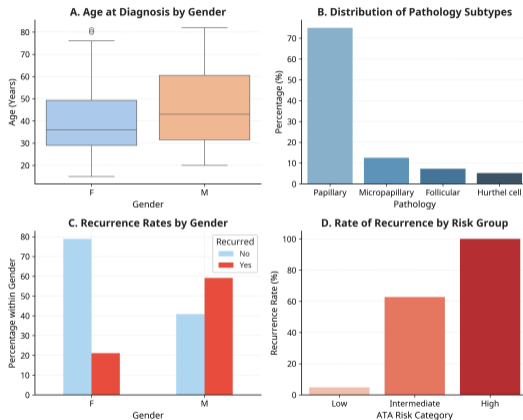 A. Age at Diagnosis by Gender
Age (Years)
80
70
60
50
40
30
20
F
M
Gender
B. Distribution of Pathology Subtypes
Percentage (%)
70
60
50
40
30
20
10
0
Papillary
Micropapillary
Follicular
Hurthel cell
Pathology
C. Recurrence Rates by Gender
Percentage within Gender
80
70
60
50
40
30
20
10
0
Recurred
No
Yes
F
M
Gender
D. Rate of Recurrence by Risk Group
Recurrence Rate (%)
100
80
60
40
20
0
Low
Intermediate
High
ATA Risk Category